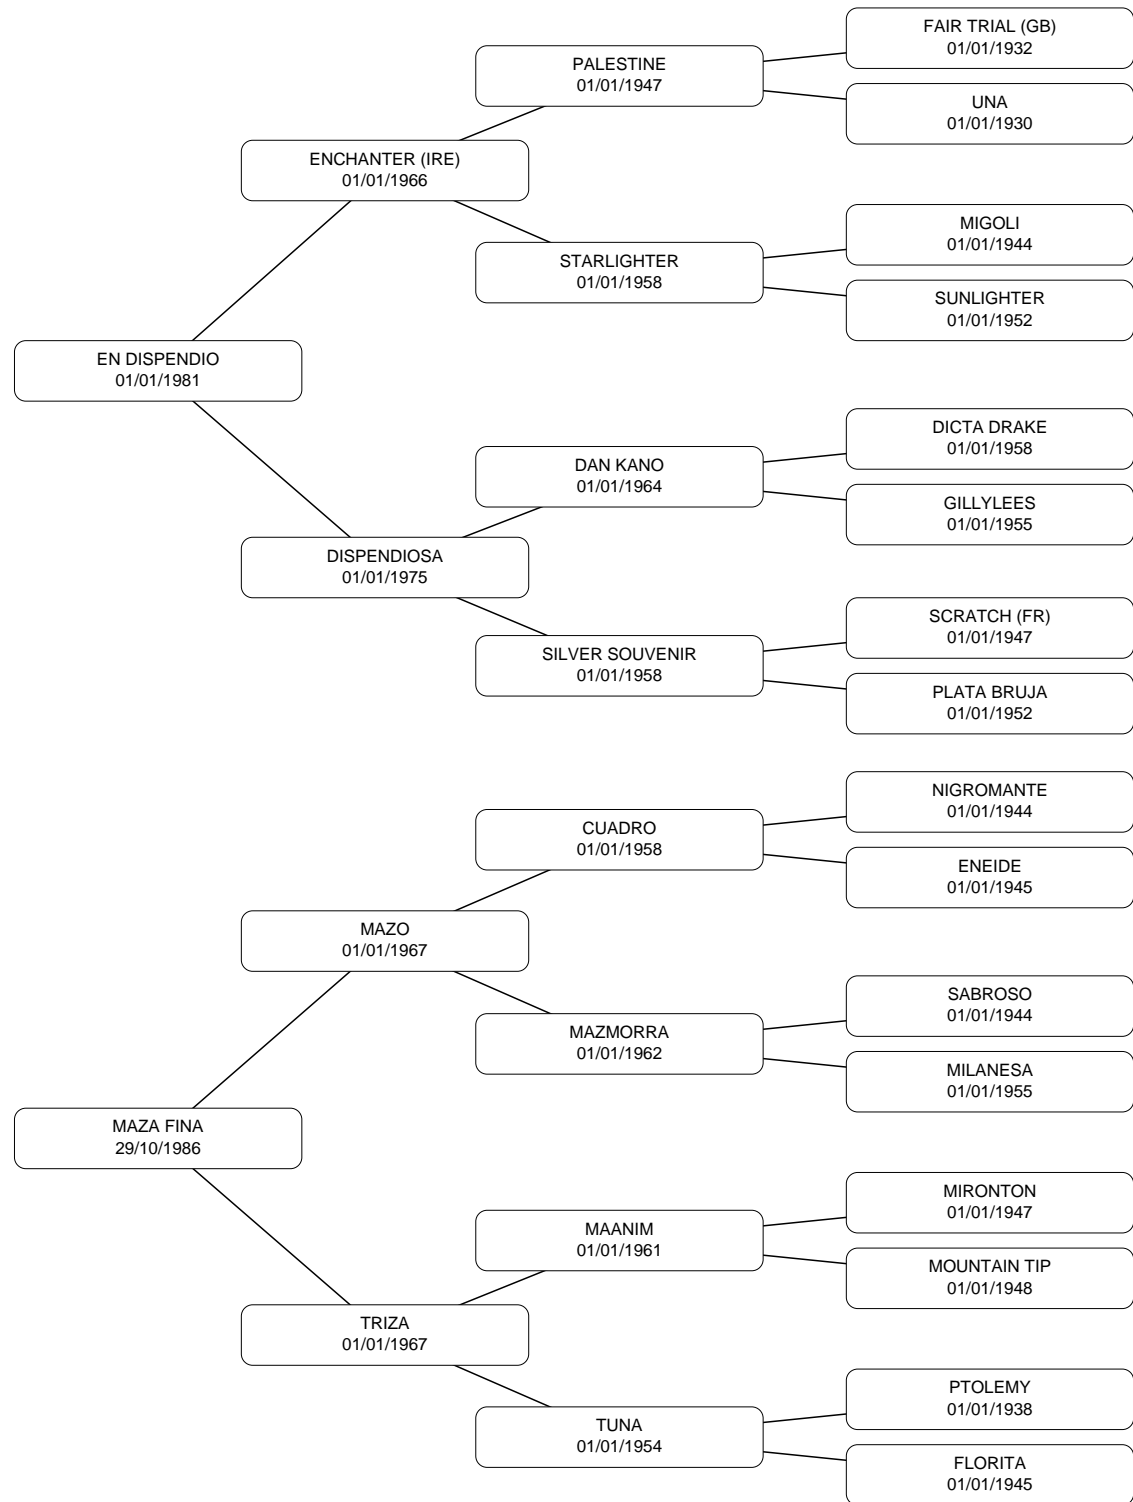 FAIR TRIAL (GB)
01/01/1932
PALESTINE
01/01/1947
UNA
01/01/1930
ENCHANTER (IRE)
01/01/1966
MIGOLI
01/01/1944
STARLIGHTER
01/01/1958
SUNLIGHTER
01/01/1952
EN DISPENDIO
01/01/1981
DICTA DRAKE
01/01/1958
DAN KANO
01/01/1964
GILLYLEES
01/01/1955
DISPENDIOSA
01/01/1975
SCRATCH (FR)
01/01/1947
SILVER SOUVENIR
01/01/1958
PLATA BRUJA
01/01/1952
NIGROMANTE
01/01/1944
CUADRO
01/01/1958
ENEIDE
01/01/1945
MAZO
01/01/1967
SABROSO
01/01/1944
MAZMORRA
01/01/1962
MILANESA
01/01/1955
MAZA FINA
29/10/1986
MIRONTON
01/01/1947
MAANIM
01/01/1961
MOUNTAIN TIP
01/01/1948
TRIZA
01/01/1967
PTOLEMY
01/01/1938
TUNA
01/01/1954
FLORITA
01/01/1945